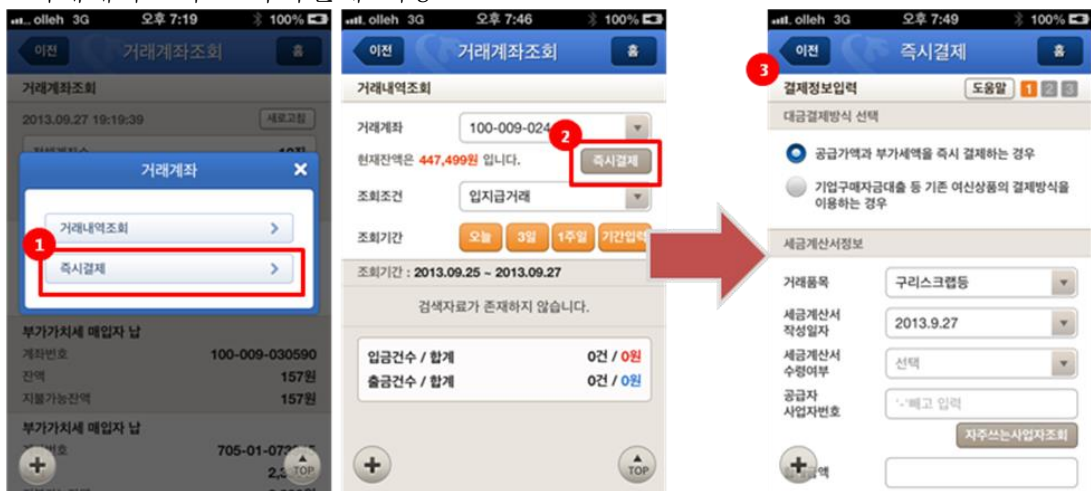 olleh 3G 오후 7:19 100%
이전 거래계좌조회 홈
거래계좌조회
2013.09.27 19:19:39 새로고침
거래계좌 ×
거래내역조회 >
1
즉시결제 >
부가가치세 매입자 납
계좌번호 100-009-030590
잔액 157원
지불가능잔액 157원
부가가치세 매입자 납
705-01-072
TOP
olleh 3G 오후 7:46 100%
이전 거래계좌조회 홈
거래내역조회
거래계좌 100-009-024
2
현재잔액은 447,499원 입니다. 즉시결제
조회조건 입지급거래
조회기간 오늘 3일 1주일 기간입력
조회기간 : 2013.09.25 ~ 2013.09.27
검색자료가 존재하지 않습니다.
입금건수 / 합계 0건 / 0원
출금건수 / 합계 0건 / 0원
+ TOP
olleh 3G 오후 7:49 100%
이전 즉시결제 홈
3
결제정보입력 도움말 1 2 3
대금결제방식 선택
공급가액과 부가세액을 즉시 결제하는 경우
기업구매자금대출 등 기존 여신상품의 결제방식을
이용하는 경우
세금계산서정보
거래품목 구리스크랩등
세금계산서
작성일자 2013.9.27
세금계산서
수령여부 선택
공급자
사업자번호 '-'빼고 입력
자주쓰는사업자조회
+ 금액